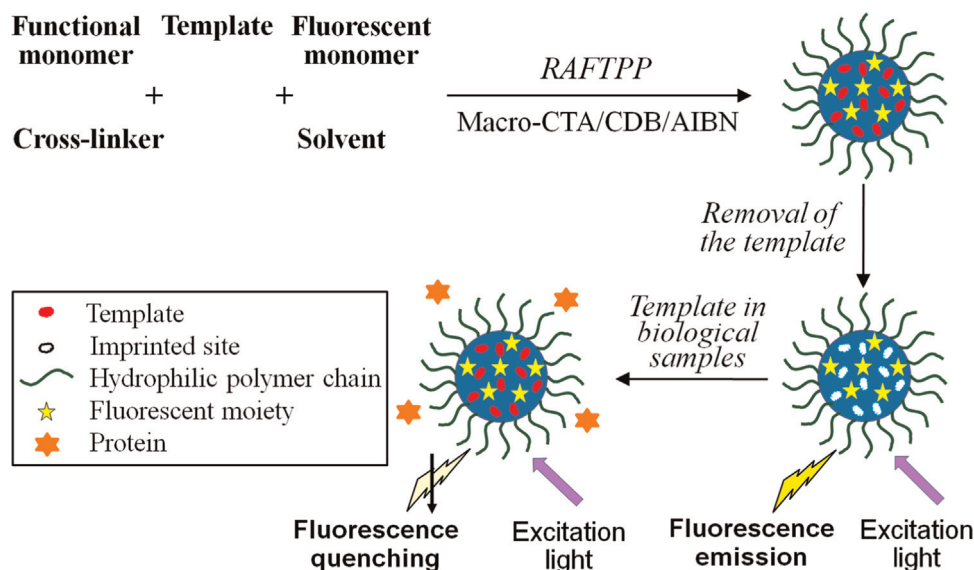 Functional Template Fluorescent
monomer monomer
+ +
Cross-linker Solvent
RAFTPP
Macro-CTA/CDB/AIBN
Removal of
the template
Template in
biological
samples
Template
Imprinted site
Hydrophilic polymer chain
Fluorescent moiety
Protein
Fluorescence
quenching
Excitation
light
Fluorescence
emission
Excitation
light